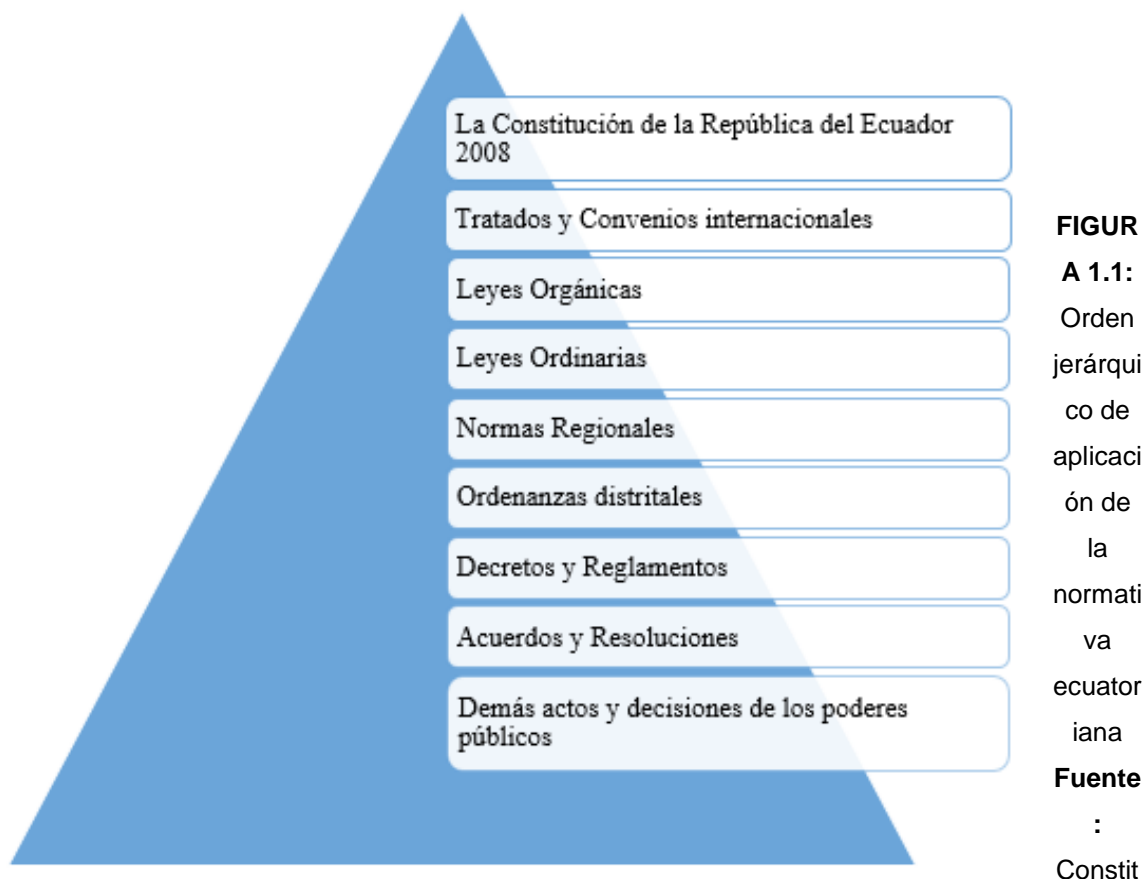 La Constitución de la República del Ecuador
2008
Tratados y Convenios internacionales
Leyes Orgánicas
Leyes Ordinarias
Normas Regionales
Ordenanzas distritales
Decretos y Reglamentos
Acuerdos y Resoluciones
Demás actos y decisiones de los poderes
públicos
FIGUR
A 1.1:
Orden
jerárqui
co de
aplicaci
ón de
la
normati
va
ecuator
iana
Fuente
:
Constit